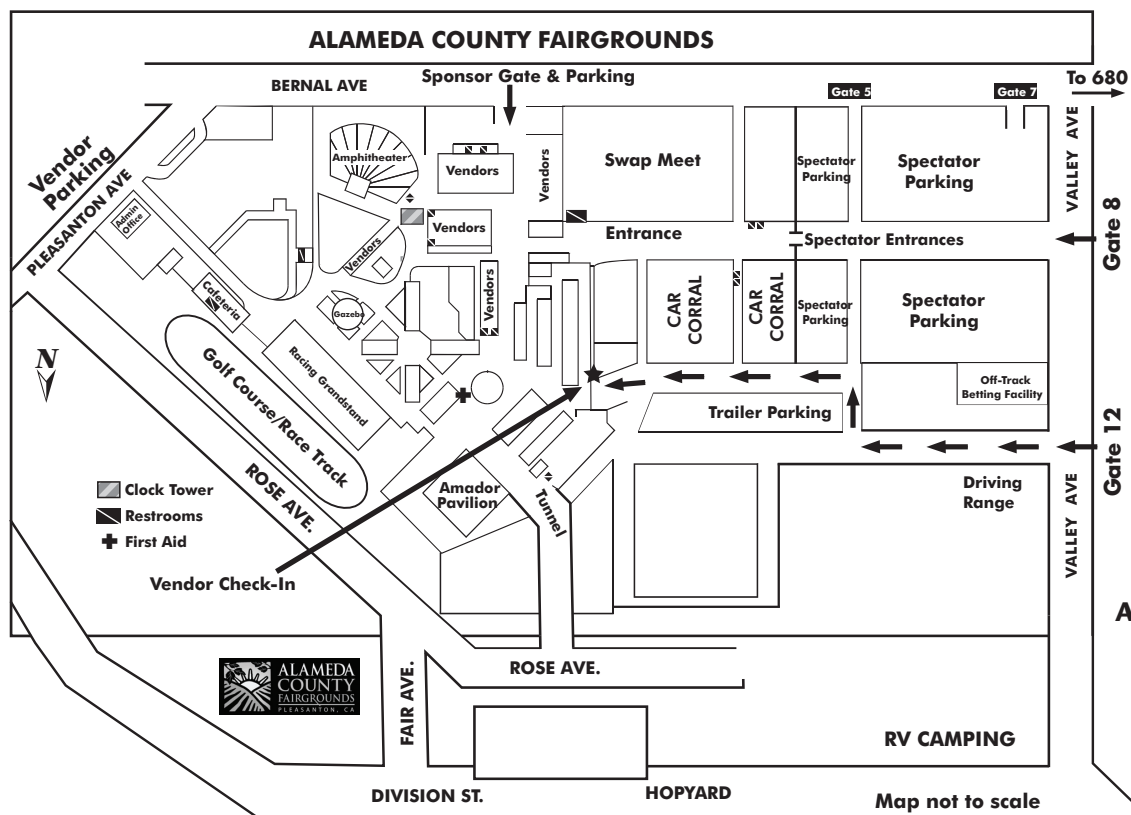 ALAMEDA COUNTY FAIRGROUNDS
BERNAL AVE
Sponsor Gate & Parking
To 680
Gate 5
Gate 7
Vendor
Parking
PLEASANTON AVE
Amphitheater
Vendors
Vendors
Swap Meet
Spectator
Parking
Spectator
Parking
VALLEY AVE
Admin
Office
Vendors
Vendors
Entrance
Spectator Entrances
Gate 8
Cafeteria
Gazebo
Vendors
CAR
CORRAL
CAR
CORRAL
Spectator
Parking
Spectator
Parking
N
Golf Course/Race Track
Racing Grandstand
Off-Track
Betting Facility
Trailer Parking
Gate 12
ROSE AVE.
Clock Tower
Restrooms
First Aid
Amador
Pavilion
Tunnel
Driving
Range
VALLEY AVE
Vendor Check-In
A
ALAMEDA
COUNTY
FAIRGROUNDS
PLEASANTON, CA
FAIR AVE.
ROSE AVE.
RV CAMPING
DIVISION ST.
HOPYARD
Map not to scale